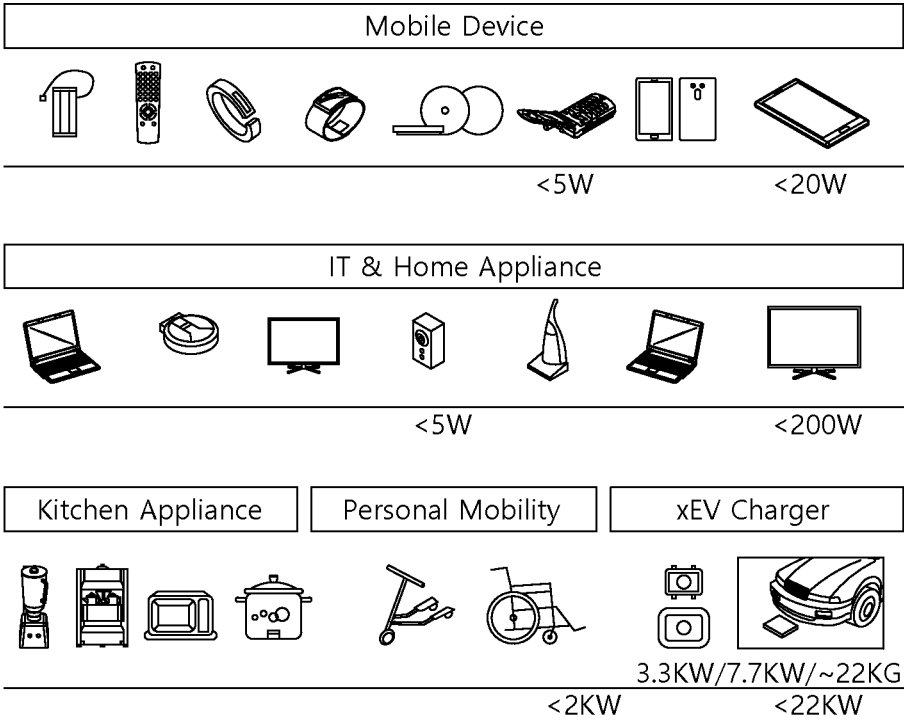 Mobile Device
<5W <20W
IT & Home Appliance
<5W <200W
Kitchen Appliance Personal Mobility xEV Charger
3.3KW/7.7KW/~22KG
<2KW <22KW